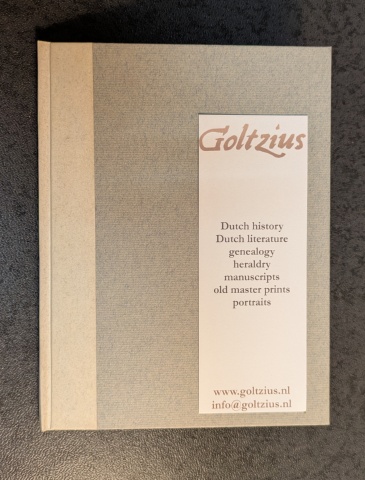 Goltzius
Dutch history
Dutch literature
genealogy
heraldry
manuscripts
old master prints
portraits
www.goltzius.nl
info@goltzius.nl